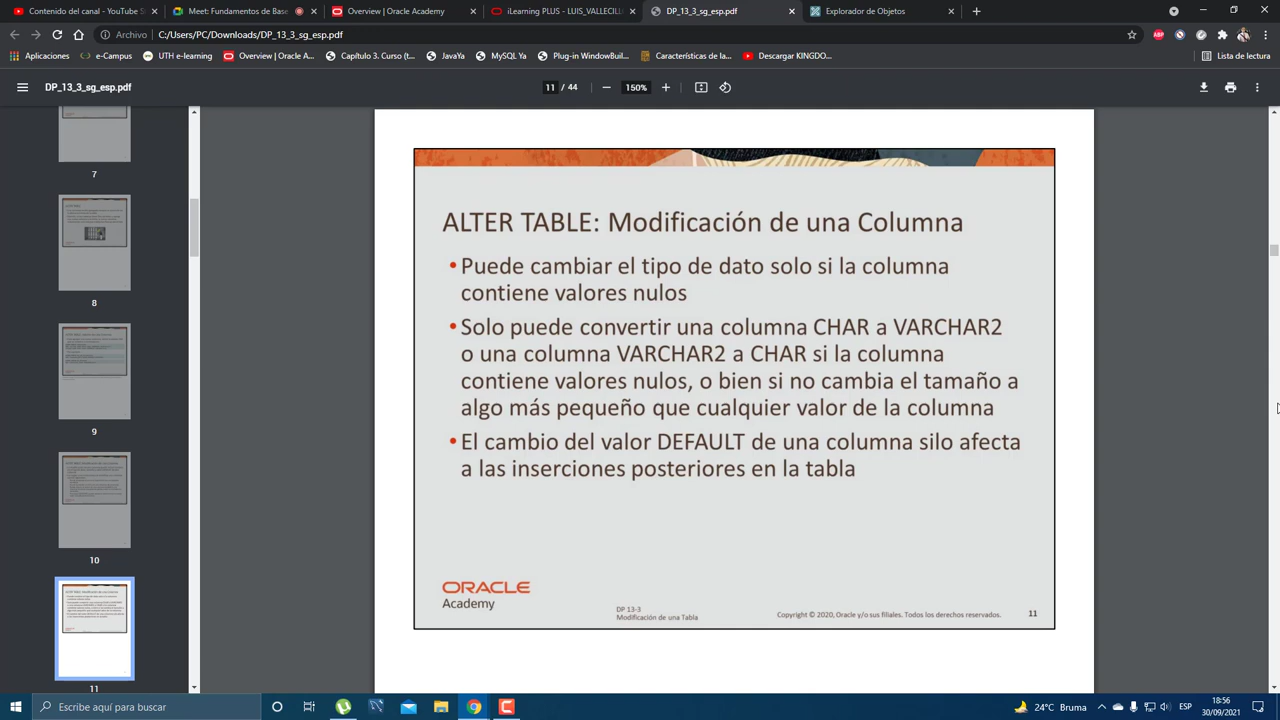 Contenido del canal - YouTube S
Meet: Fundamentos de Base
Overview | Oracle Academy
iLearning PLUS - LUIS_VALLECILL
DP_13_3_sg_esp.pdf
Explorador de Objetos
Archivo
C:/Users/PC/Downloads/DP_13_3_sg_esp.pdf
ABP
Aplicaciones
e-Campus
UTH e-learning
Overview | Oracle A...
Capítulo 3. Curso (t...
JavaYa
MySQL Ya
Plug-in WindowBuil...
Características de la...
Descargar KINGDO...
Lista de lectura
DP_13_3_sg_esp.pdf
11 / 44
150%
7
8
9
10
11
ALTER TABLE: Modificación de una Columna
•Puede cambiar el tipo de dato solo si la columna
contiene valores nulos
•Solo puede convertir una columna CHAR a VARCHAR2
o una columna VARCHAR2 a CHAR si la columna
contiene valores nulos, o bien si no cambia el tamaño a
algo más pequeño que cualquier valor de la columna
•El cambio del valor DEFAULT de una columna silo afecta
a las inserciones posteriores en la tabla
ORACLE
Academy
DP 13-3
Modificación de una Tabla
Copyright © 2020, Oracle y/o sus filiales. Todos los derechos reservados.
11
Escribe aquí para buscar
24°C Bruma
ESP
18:56
30/09/2021